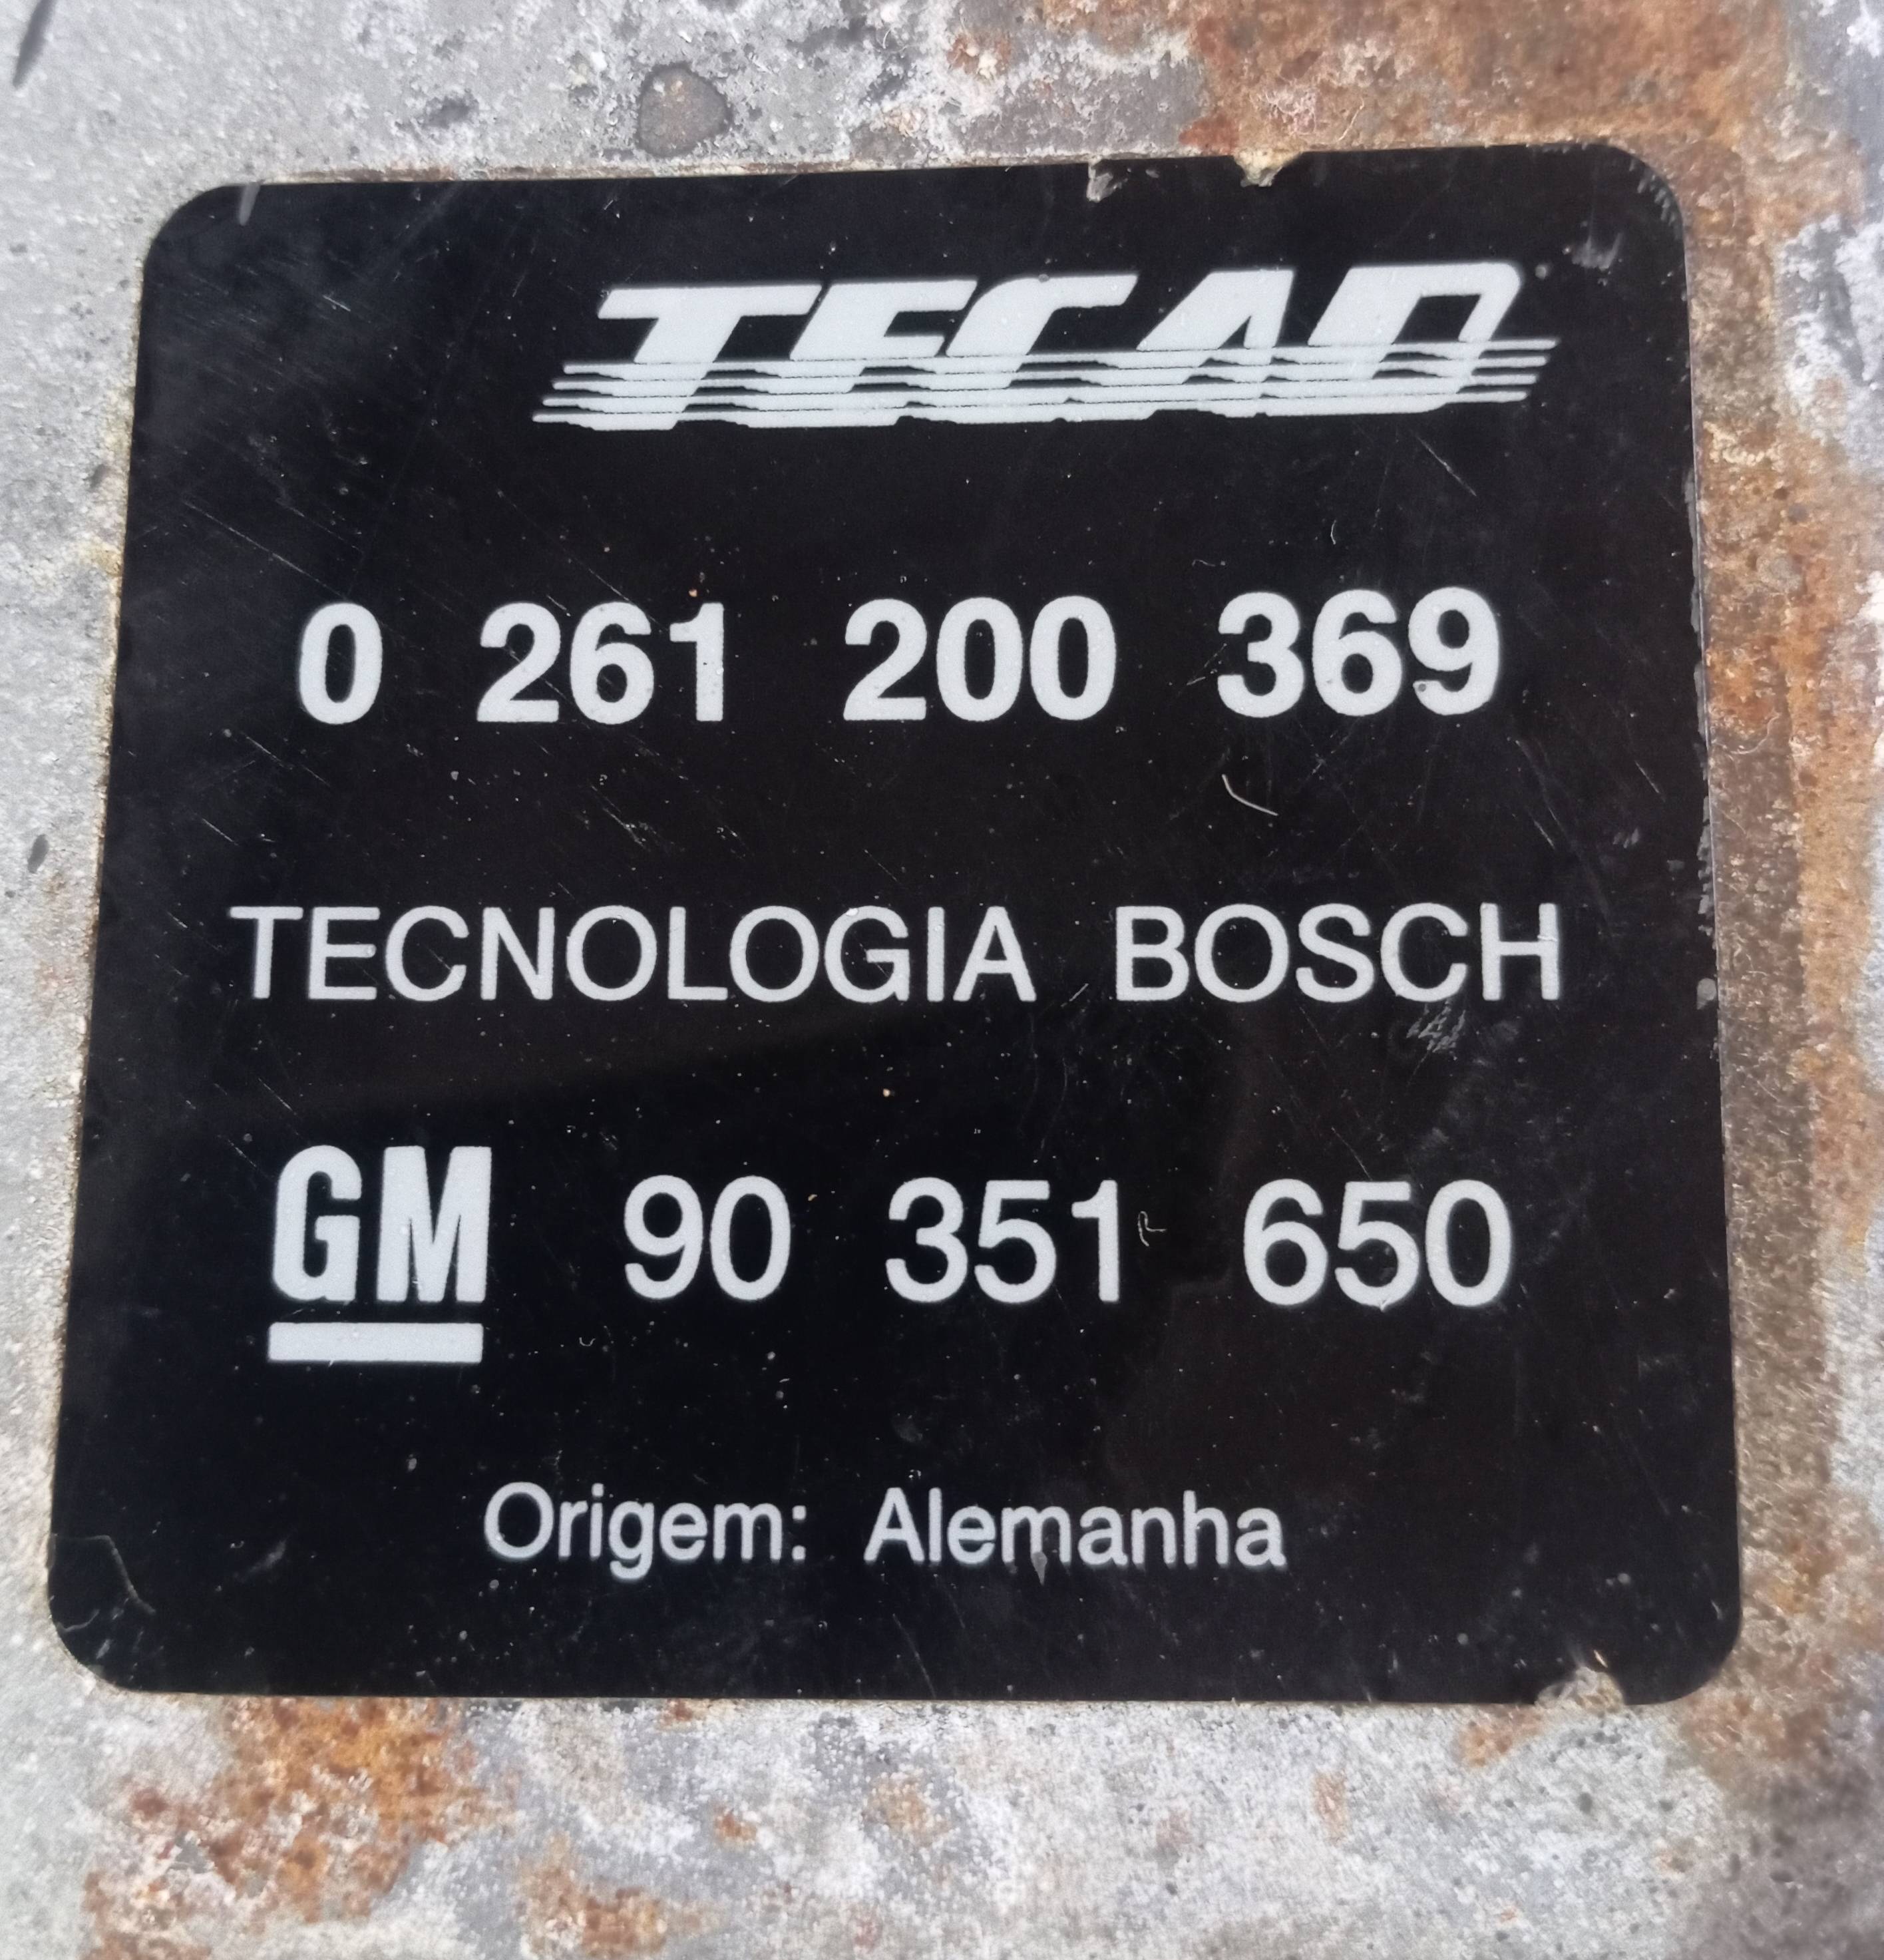 TECAD
0 261 200 369
TECNOLOGIA BOSCH
GM 90 351 650
Origem: Alemanha